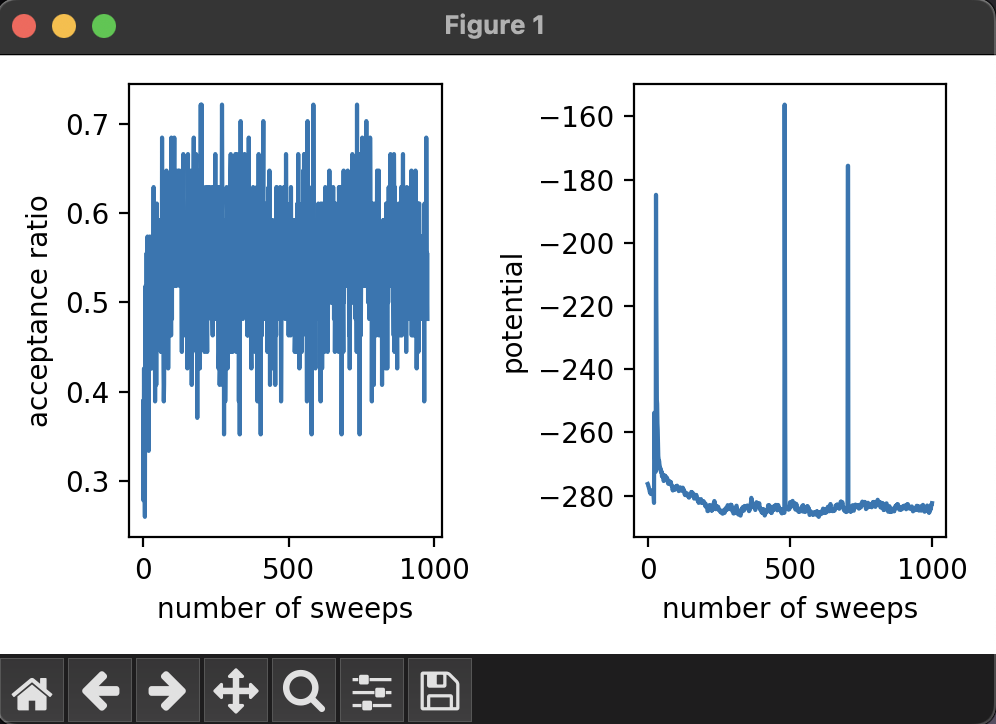 Figure 1
0.7
0.6
0.5
0.4
0.3
acceptance ratio
0 500 1000
number of sweeps
−160
−180
−200
−220
−240
−260
−280
potential
0 500 1000
number of sweeps